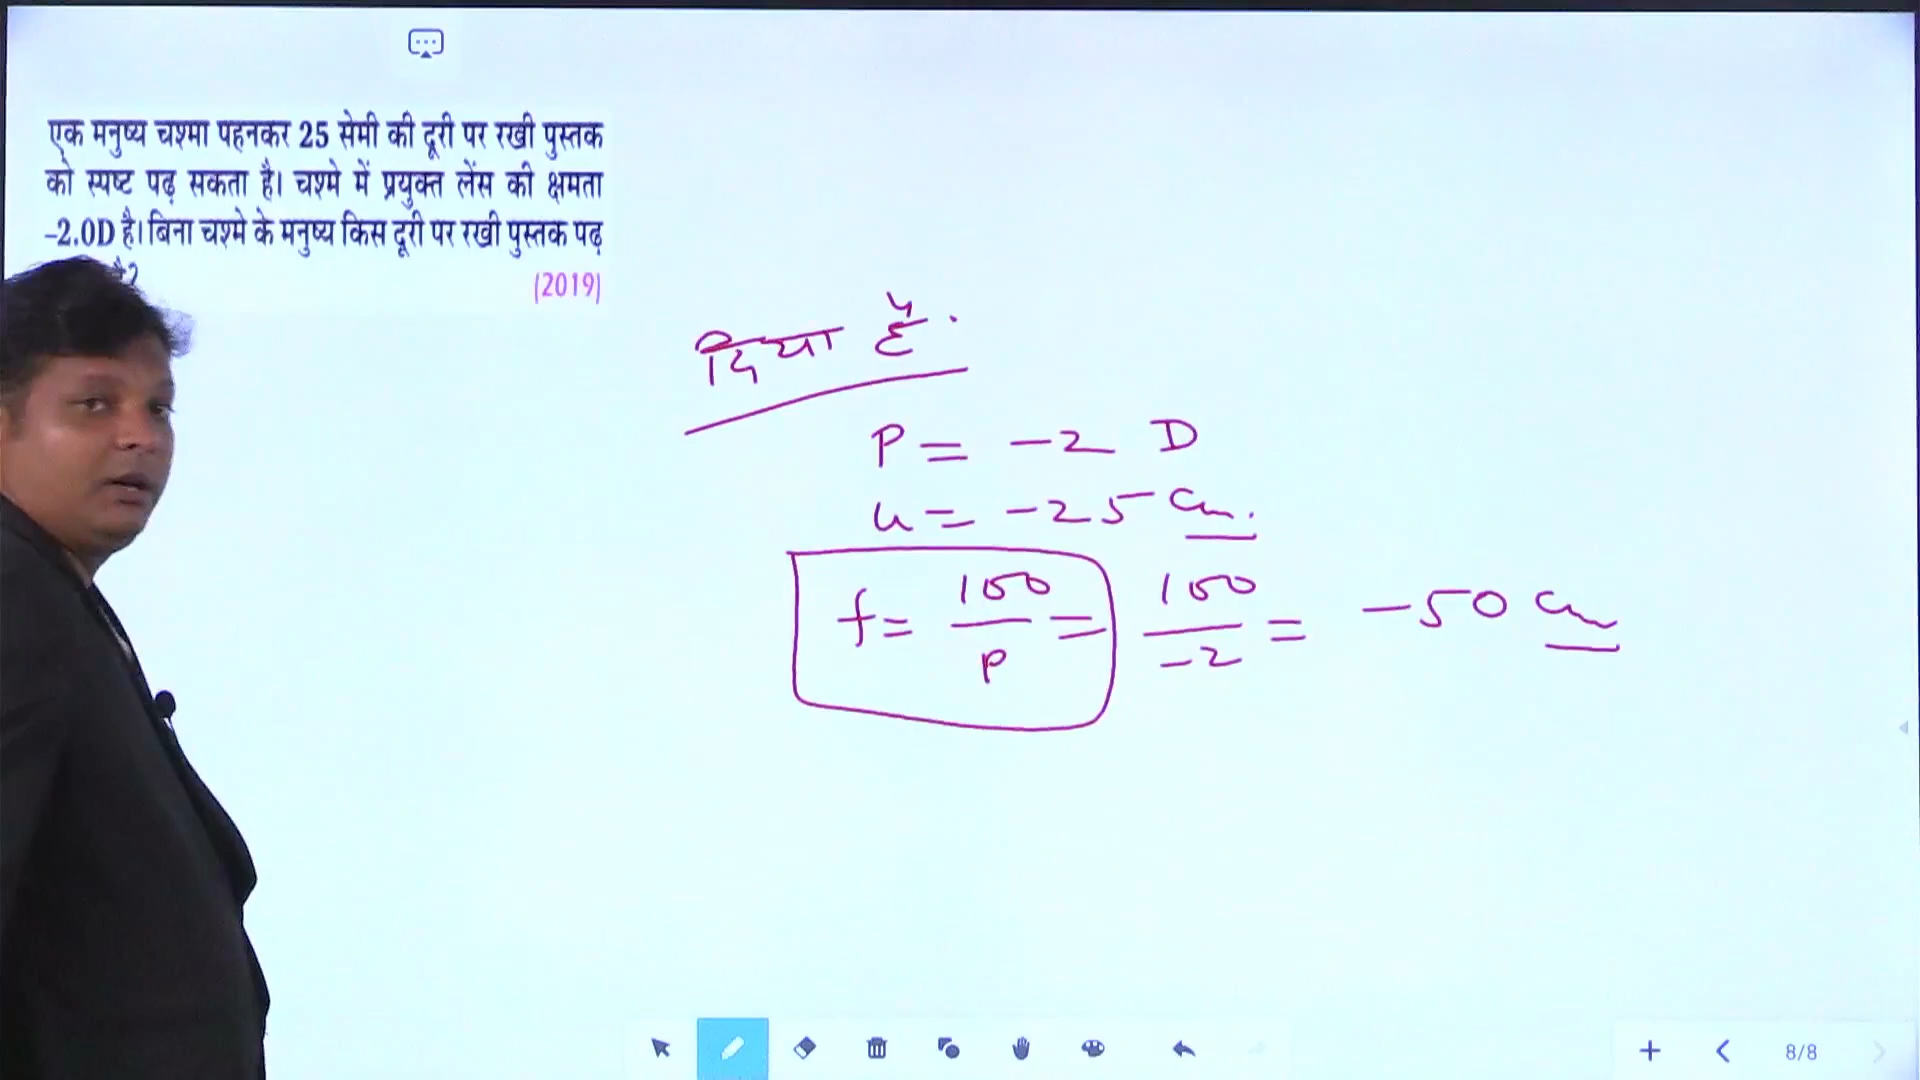 एक मनुष्य चश्मा पहनकर 25 सेमी की दूरी पर रखी पुस्तक
को स्पष्ट पढ़ सकता है। चश्मे में प्रयुक्त लेंस की क्षमता
–2.0D है। बिना चश्मे के मनुष्य किस दूरी पर रखी पुस्तक पढ़
है?
(2019)
दिया है.
P = -2 D
u = -25 cm.
f = 100/P = 100/-2 = -50 cm
8/8